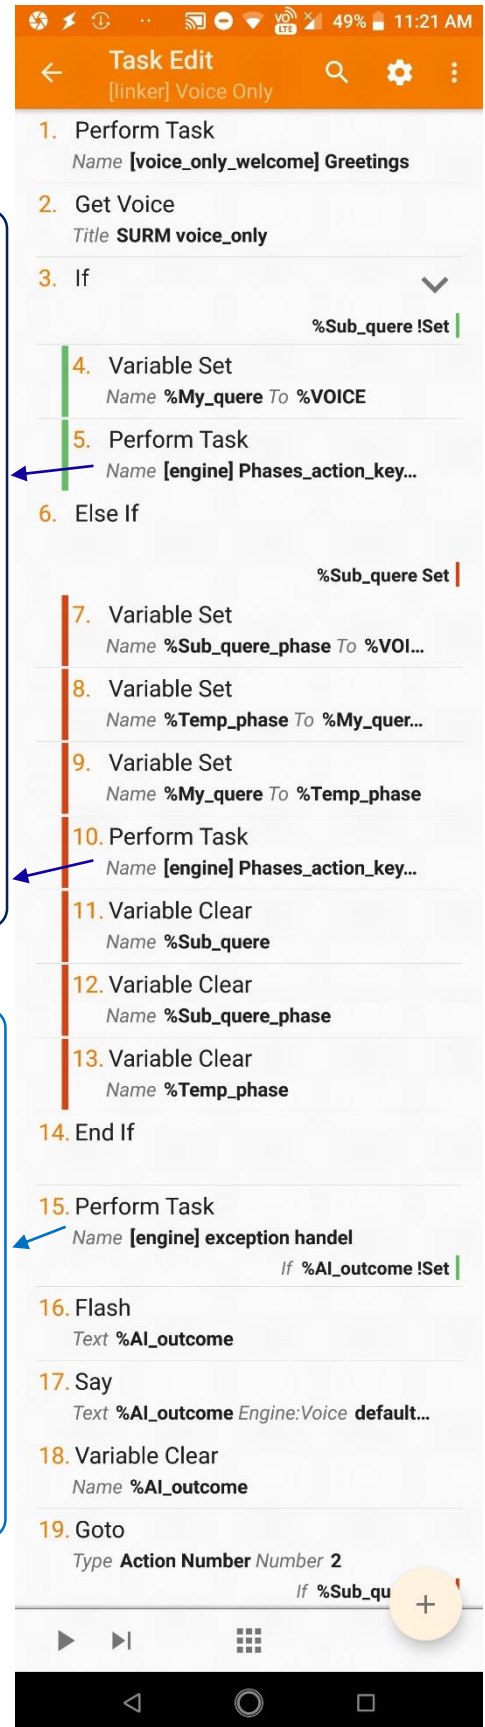 VO)) LTE 49% 11:21 AM
Task Edit
[linker] Voice Only
1. Perform Task
Name [voice_only_welcome] Greetings
2. Get Voice
Title SURM voice_only
3. If
%Sub_quere !Set
4. Variable Set
Name %My_quere To %VOICE
5. Perform Task
Name [engine] Phases_action_key...
6. Else If
%Sub_quere Set
7. Variable Set
Name %Sub_quere_phase To %VOI...
8. Variable Set
Name %Temp_phase To %My_quer...
9. Variable Set
Name %My_quere To %Temp_phase
10. Perform Task
Name [engine] Phases_action_key...
11. Variable Clear
Name %Sub_quere
12. Variable Clear
Name %Sub_quere_phase
13. Variable Clear
Name %Temp_phase
14. End If
15. Perform Task
Name [engine] exception handel
If %AI_outcome !Set
16. Flash
Text %AI_outcome
17. Say
Text %AI_outcome Engine:Voice default...
18. Variable Clear
Name %AI_outcome
19. Goto
Type Action Number Number 2
If %Sub_qu